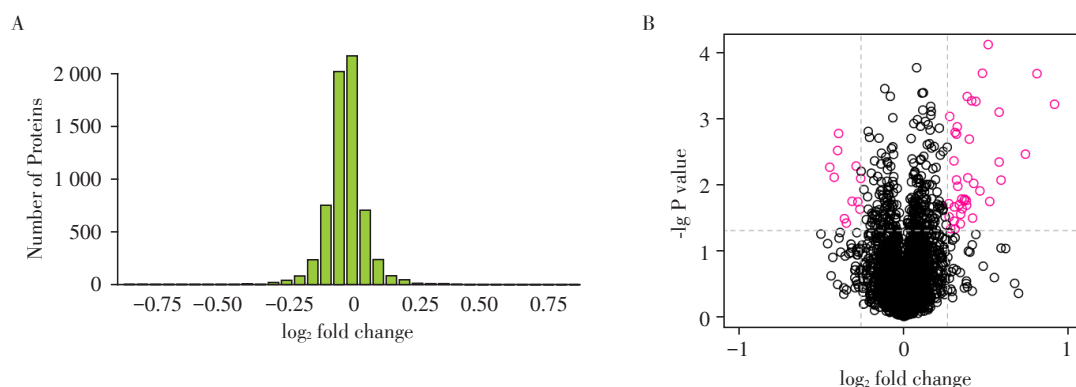 A
Number of Proteins
2 000
1 500
1 000
500
0
−0.75 −0.50 −0.25 0 0.25 0.50 0.75
log₂ fold change
B
-lg P value
4
3
2
1
0
−1 0 1
log₂ fold change